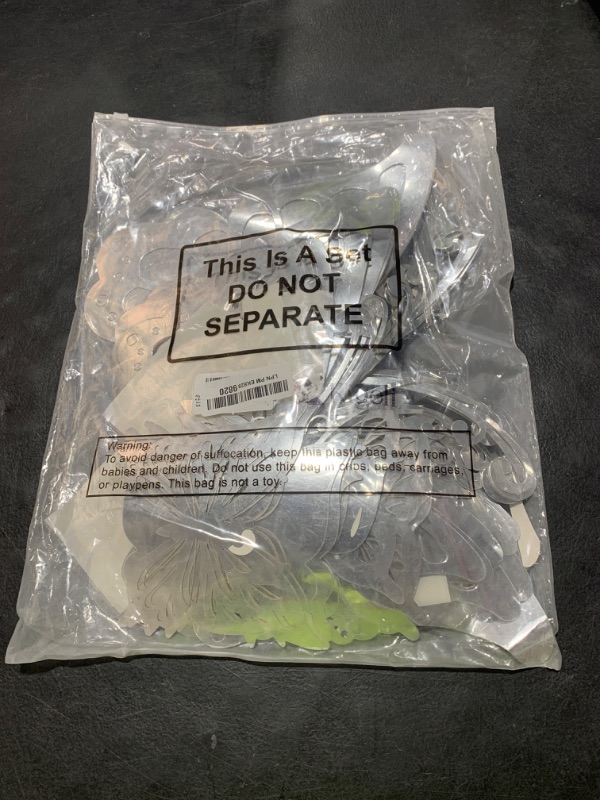 This Is A Set
DO NOT
SEPARATE
9820
Warning:
To avoid danger of suffocation, keep this plastic bag away from
babies and children. Do not use this bag in cribs, beds, carriages
or playpens. This bag is not a toy.